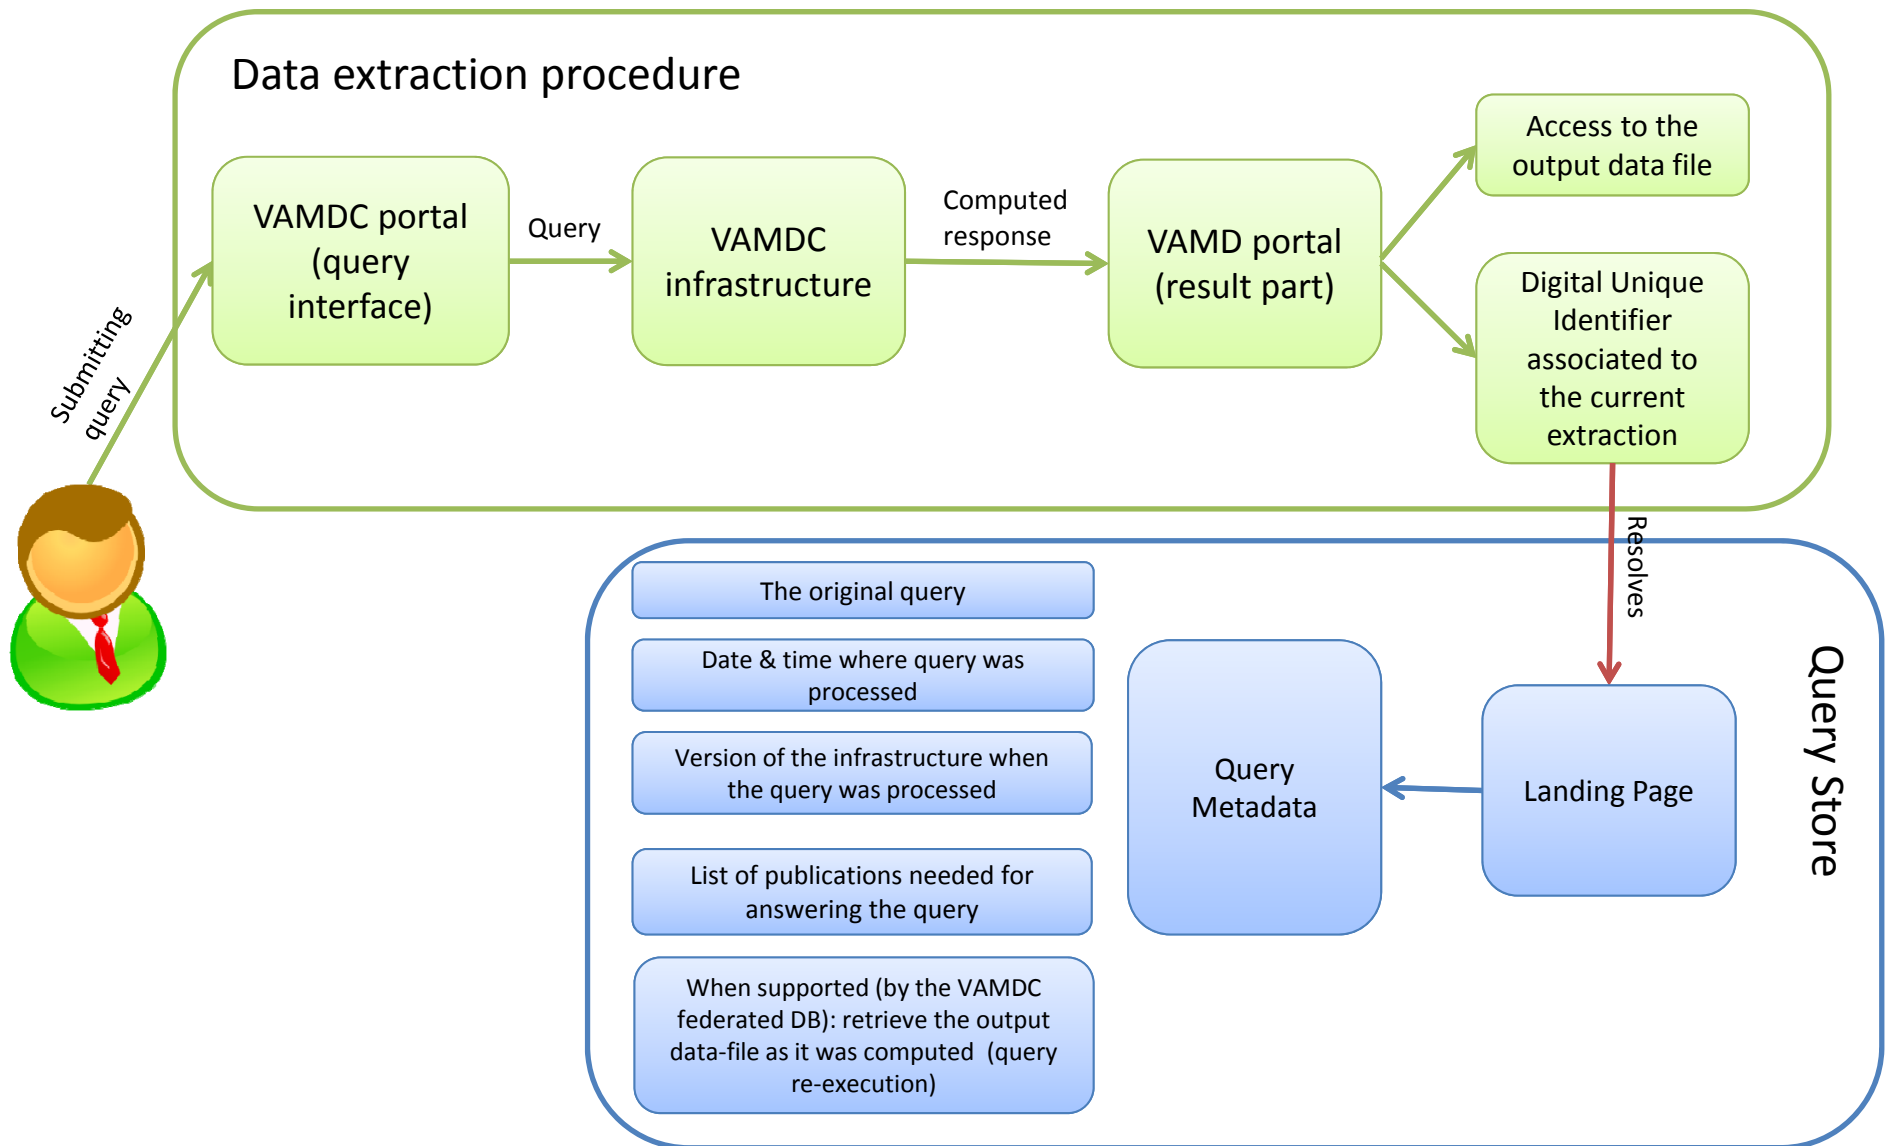 Data extraction procedure
Submitting
query
VAMDC portal
(query
interface)
Query
VAMDC
infrastructure
Computed
response
VAMD portal
(result part)
Access to the
output data file
Digital Unique
Identifier
associated to
the current
extraction
Resolves
Query Store
Landing Page
Query
Metadata
The original query
Date & time where query was
processed
Version of the infrastructure when
the query was processed
List of publications needed for
answering the query
When supported (by the VAMDC
federated DB): retrieve the output
data-file as it was computed (query
re-execution)